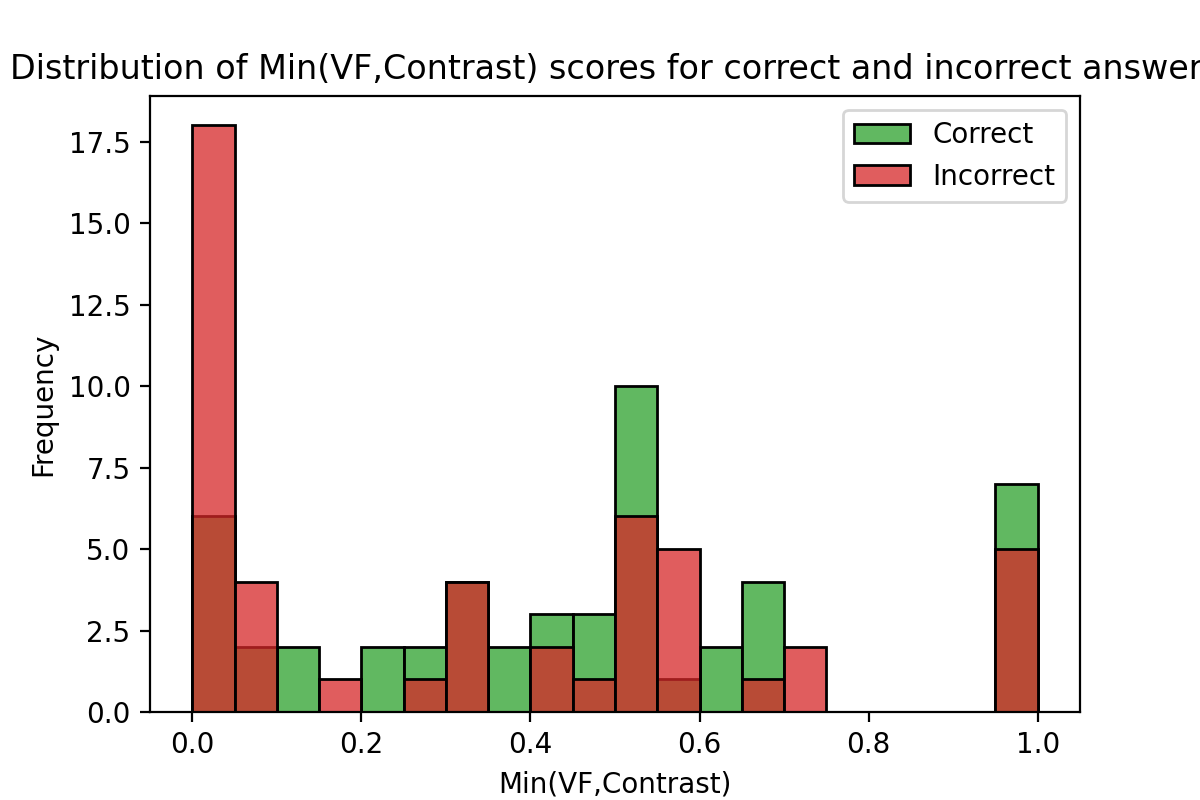 Distribution of Min(VF,Contrast) scores for correct and incorrect answer
Correct
Incorrect
17.5
15.0
12.5
10.0
7.5
5.0
2.5
0.0
Frequency
0.0 0.2 0.4 0.6 0.8 1.0
Min(VF,Contrast)